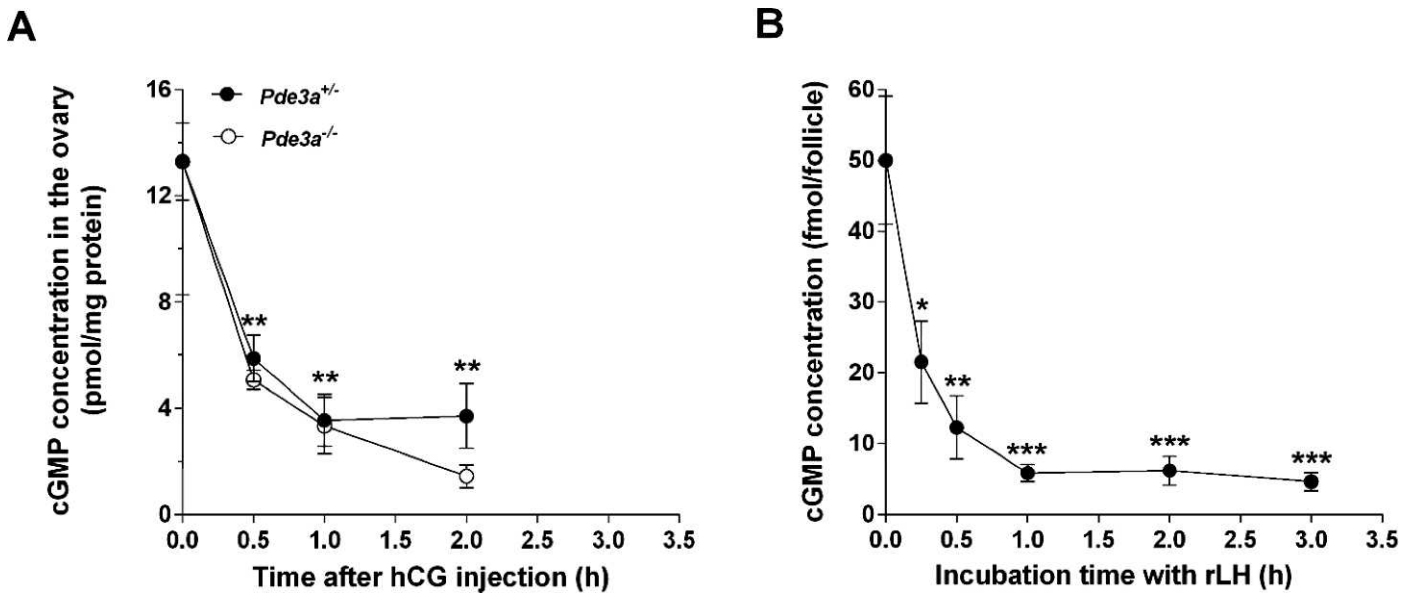 A
cGMP concentration in the ovary
(pmol/mg protein)
16
12
8
4
0
Pde3a+/-
Pde3a-/-
**
**
**
0.0 0.5 1.0 1.5 2.0 2.5 3.0 3.5
Time after hCG injection (h)
B
cGMP concentration (fmol/follicle)
60
50
40
30
20
10
0
*
**
***
***
***
0.0 0.5 1.0 1.5 2.0 2.5 3.0 3.5
Incubation time with rLH (h)